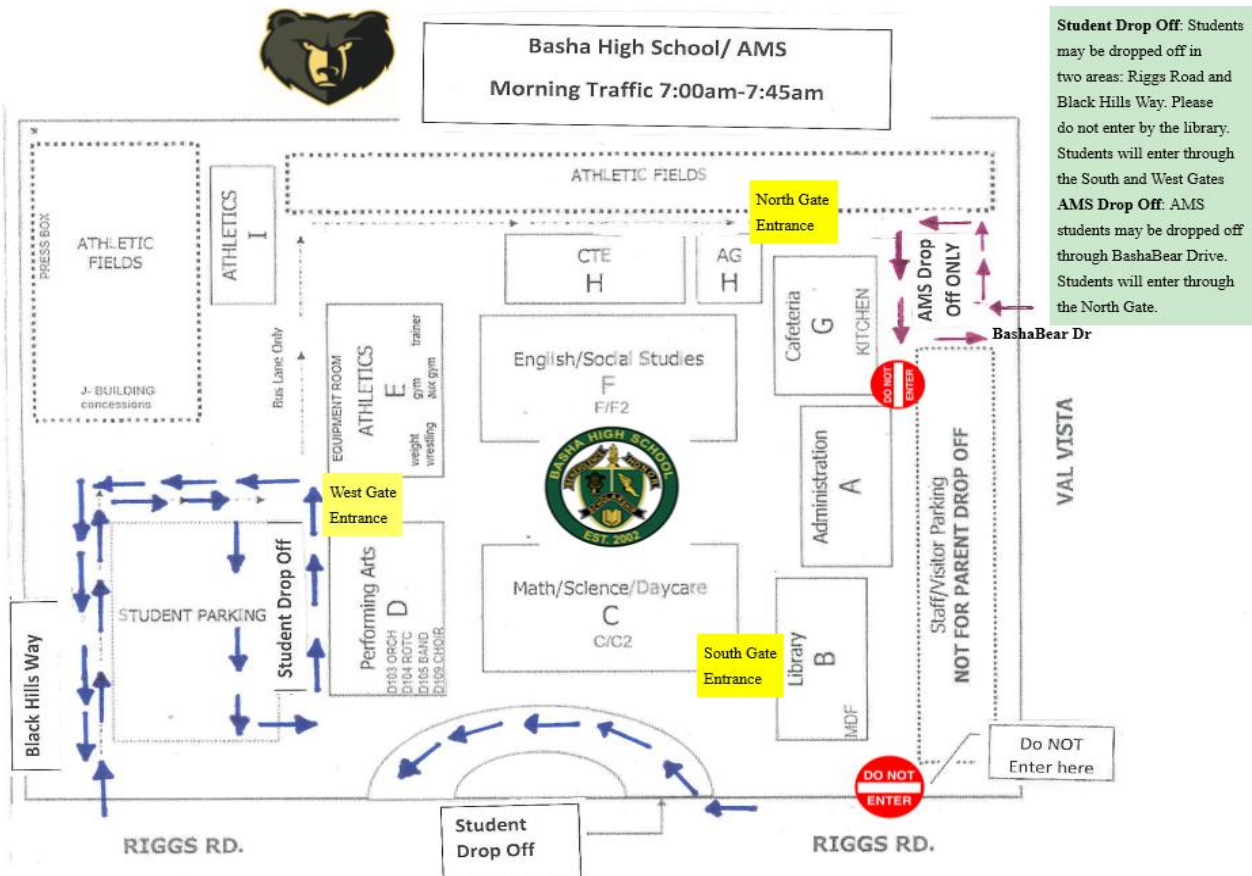 Basha High School/ AMS
Morning Traffic 7:00am-7:45am
Student Drop Off: Students
may be dropped off in
two areas: Riggs Road and
Black Hills Way. Please
do not enter by the library.
Students will enter through
the South and West Gates
AMS Drop Off: AMS
students may be dropped off
through BashaBear Drive.
Students will enter through
the North Gate.
PRESS BOX
ATHLETIC
FIELDS
J- BUILDING
concessions
ATHLETICS
I
ATHLETIC FIELDS
North Gate
Entrance
CTE
H
AG
H
Cafeteria
G
KITCHEN
AMS Drop
Off ONLY
BashaBear Dr
DO NOT
ENTER
Bus Lane Only
EQUIPMENT ROOM
ATHLETICS
E
gym
aux gym
trainer
weight
wrestling
English/Social Studies
F
F/F2
BASHA HIGH SCHOOL
EST. 2002
Administration
A
Staff/Visitor Parking
NOT FOR PARENT DROP OFF
VAL VISTA
West Gate
Entrance
Black Hills Way
STUDENT PARKING
Student Drop Off
Performing Arts
D
D103 ORCH
D104 ROTC
D105 BAND
D109 CHOIR
Math/Science/Daycare
C
C/C2
South Gate
Entrance
Library
B
MDF
DO NOT
ENTER
Do NOT
Enter here
Student
Drop Off
RIGGS RD.
RIGGS RD.